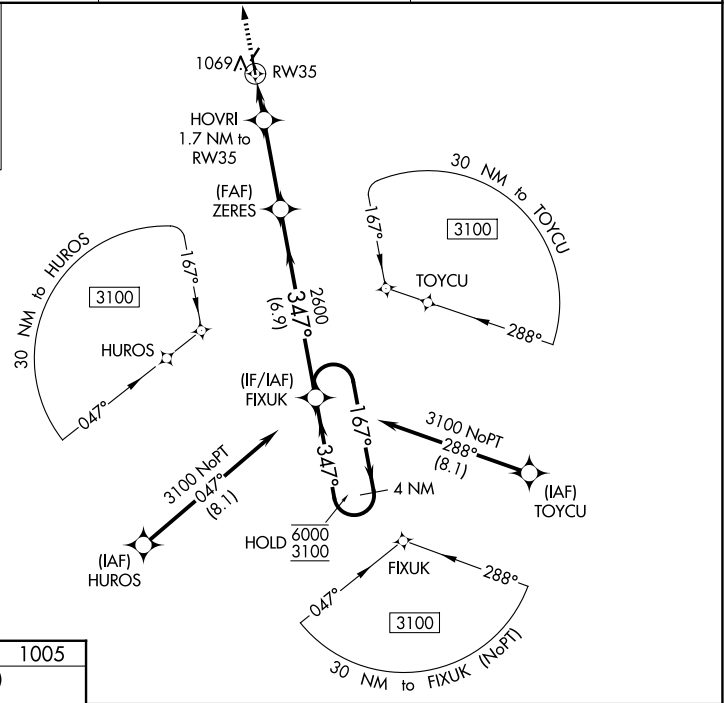 1069
RW35
HOVRI
1.7 NM to
RW35
(FAF)
ZERES
30 NM to HUROS
3100
167°
HUROS
047°
30 NM to TOYCU
3100
167°
TOYCU
288°
2600
347°
(6.9)
(IF/IAF)
FIXUK
167°
347°
4 NM
HOLD
6000
3100
3100 NoPT
047°
(8.1)
(IAF)
HUROS
3100 NoPT
288°
(8.1)
(IAF)
TOYCU
FIXUK
047°
288°
3100
30 NM to FIXUK (NoPT)
1005
)